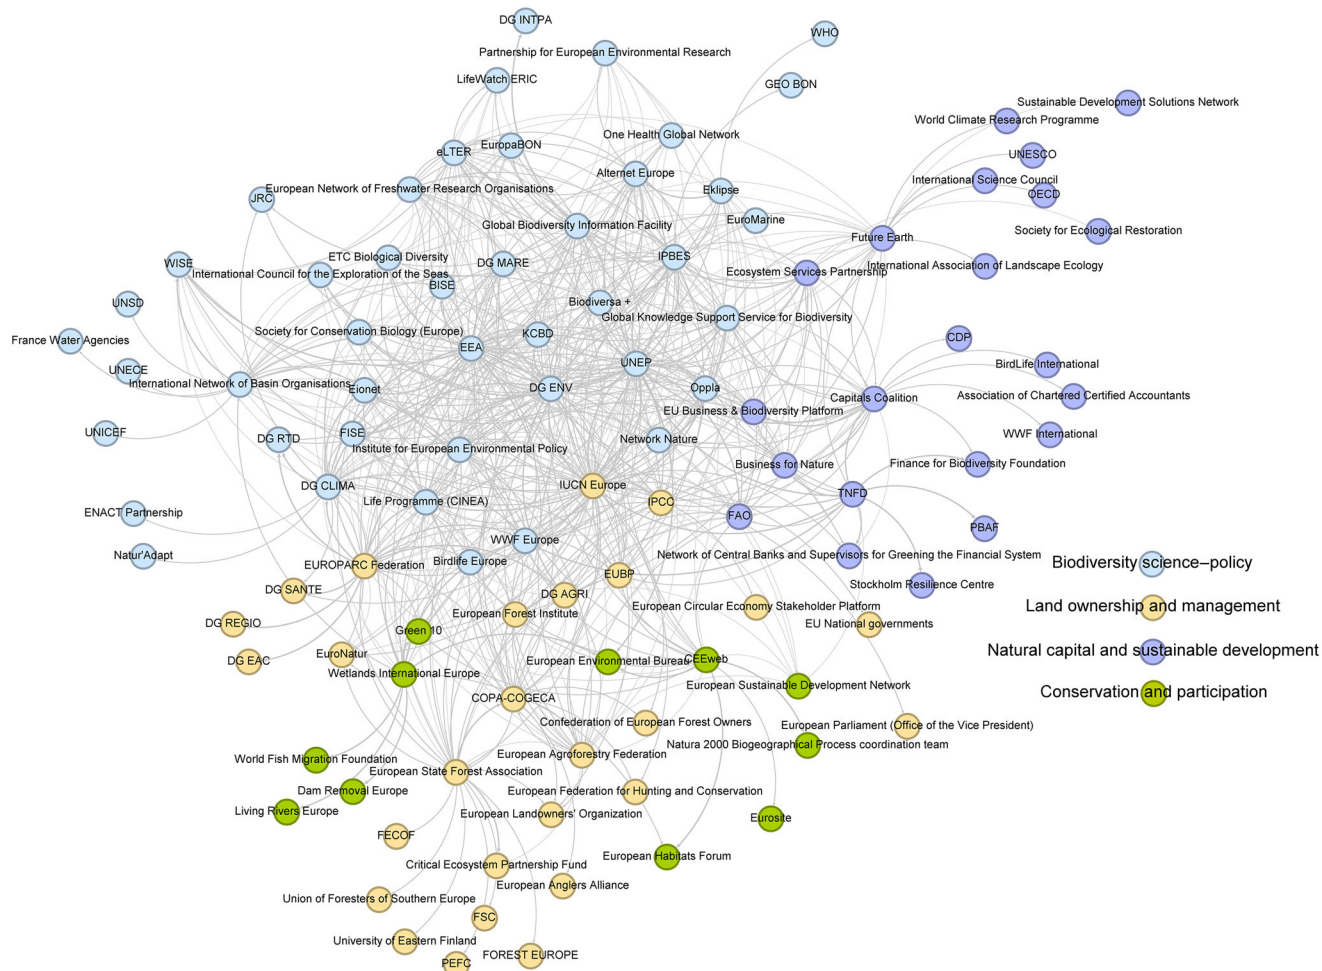 DG INTPA
WHO
Partnership for European Environmental Research
LifeWatch ERIC
GEO BON
Sustainable Development Solutions Network
World Climate Research Programme
One Health Global Network
EuropaBON
eLTER
UNESCO
Alternet Europe
International Science Council
European Network of Freshwater Research Organisations
Eklipse
OECD
JRC
EuroMarine
Global Biodiversity Information Facility
Society for Ecological Restoration
Future Earth
ETC Biological Diversity
IPBES
DG MARE
WISE
International Council for the Exploration of the Seas
Ecosystem Services Partnership
International Association of Landscape Ecology
BISE
UNSD
Biodiversa +
Global Knowledge Support Service for Biodiversity
Society for Conservation Biology (Europe)
KCBD
France Water Agencies
EEA
CDP
UNEP
BirdLife International
UNECE
International Network of Basin Organisations
Eionet
DG ENV
Oppla
Capitals Coalition
Association of Chartered Certified Accountants
EU Business & Biodiversity Platform
UNICEF
FISE
WWF International
DG RTD
Network Nature
Institute for European Environmental Policy
Business for Nature
Finance for Biodiversity Foundation
DG CLIMA
IUCN Europe
TNFD
Life Programme (CINEA)
IPCC
ENACT Partnership
FAO
PBAF
WWF Europe
Natur'Adapt
Network of Central Banks and Supervisors for Greening the Financial System
Birdlife Europe
EUROPARC Federation
Biodiversity science–policy
EUBP
Stockholm Resilience Centre
DG SANTE
DG AGRI
European Circular Economy Stakeholder Platform
Land ownership and management
European Forest Institute
DG REGIO
Green 10
EU National governments
Natural capital and sustainable development
EuroNatur
DG EAC
European Environmental Bureau
CEEweb
Wetlands International Europe
European Sustainable Development Network
Conservation and participation
COPA-COGECA
Confederation of European Forest Owners
European Parliament (Office of the Vice President)
Natura 2000 Biogeographical Process coordination team
European Agroforestry Federation
World Fish Migration Foundation
European State Forest Association
Dam Removal Europe
European Federation for Hunting and Conservation
Living Rivers Europe
European Landowners' Organization
Eurosite
FECOF
European Habitats Forum
Critical Ecosystem Partnership Fund
European Anglers Alliance
Union of Foresters of Southern Europe
FSC
University of Eastern Finland
FOREST EUROPE
PEFC